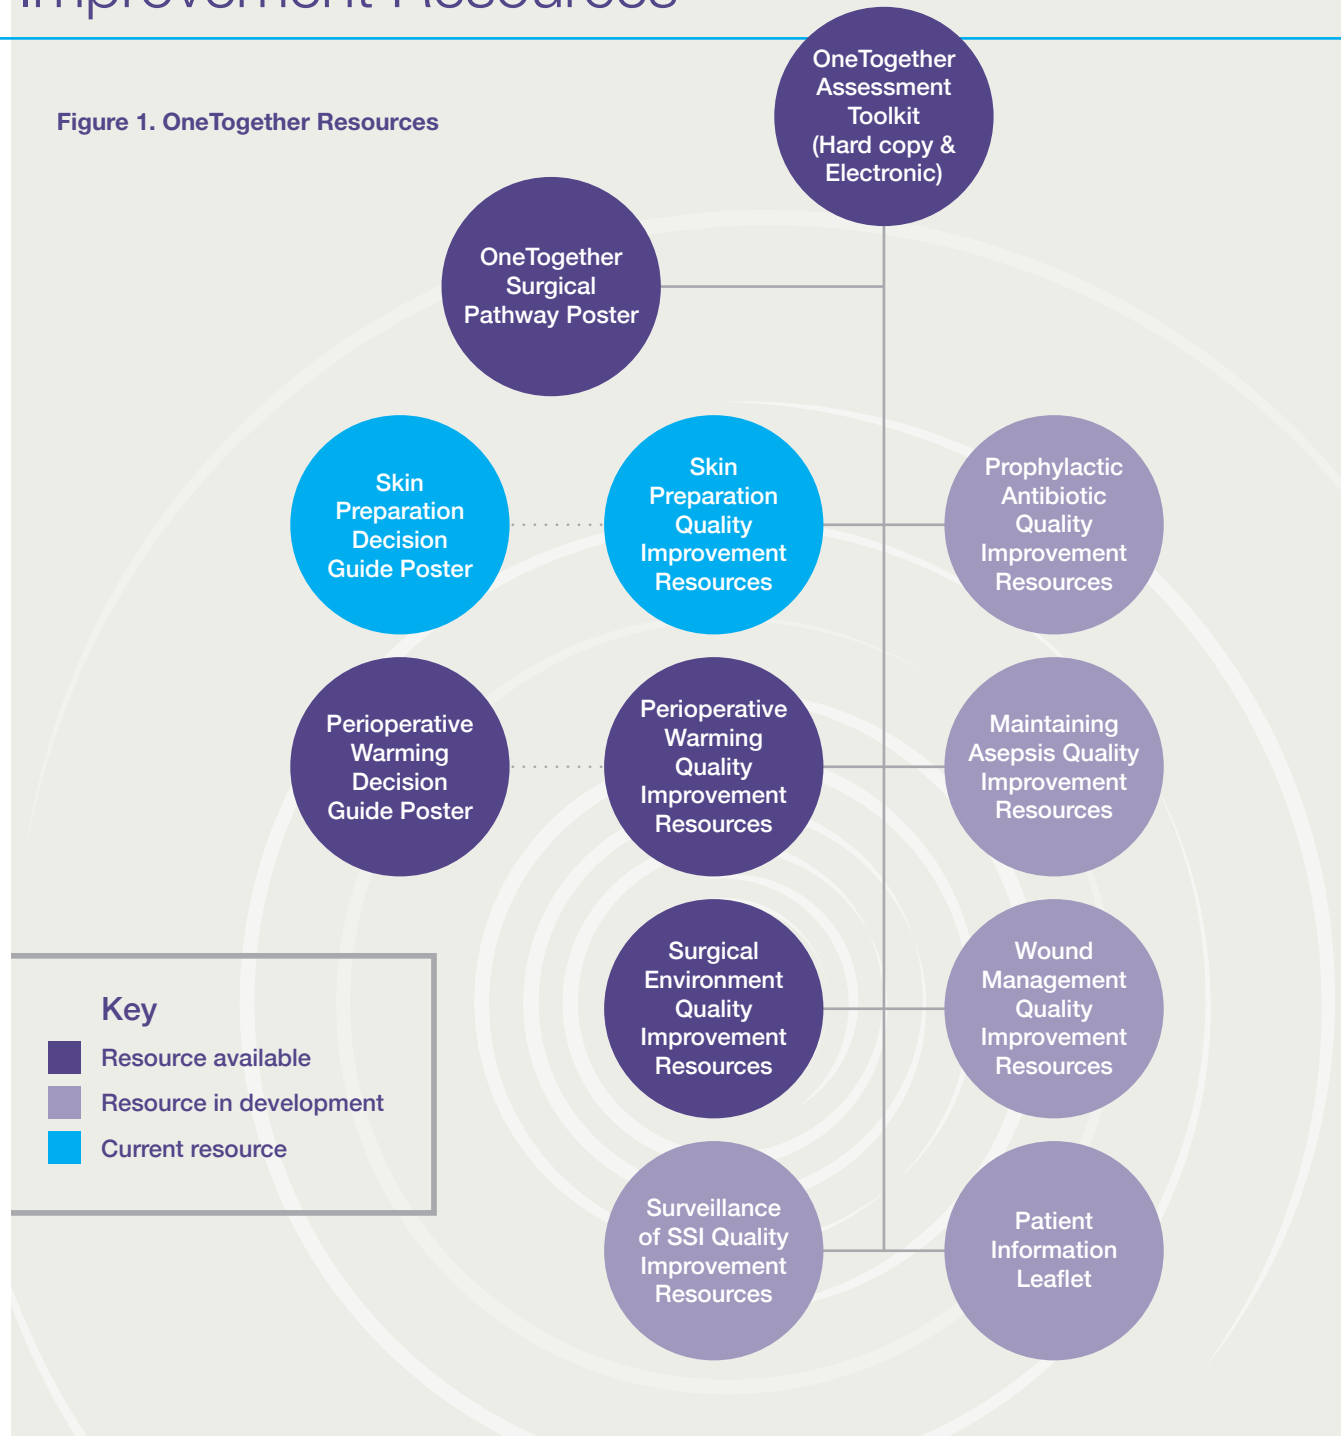 Improvement Resources
Figure 1. OneTogether Resources
OneTogether
Assessment
Toolkit
(Hard copy &
Electronic)
OneTogether
Surgical
Pathway Poster
Skin
Preparation
Decision
Guide Poster
Skin
Preparation
Quality
Improvement
Resources
Prophylactic
Antibiotic
Quality
Improvement
Resources
Perioperative
Warming
Decision
Guide Poster
Perioperative
Warming
Quality
Improvement
Resources
Maintaining
Asepsis Quality
Improvement
Resources
Surgical
Environment
Quality
Improvement
Resources
Wound
Management
Quality
Improvement
Resources
Key
Resource available
Resource in development
Current resource
Surveillance
of SSI Quality
Improvement
Resources
Patient
Information
Leaflet